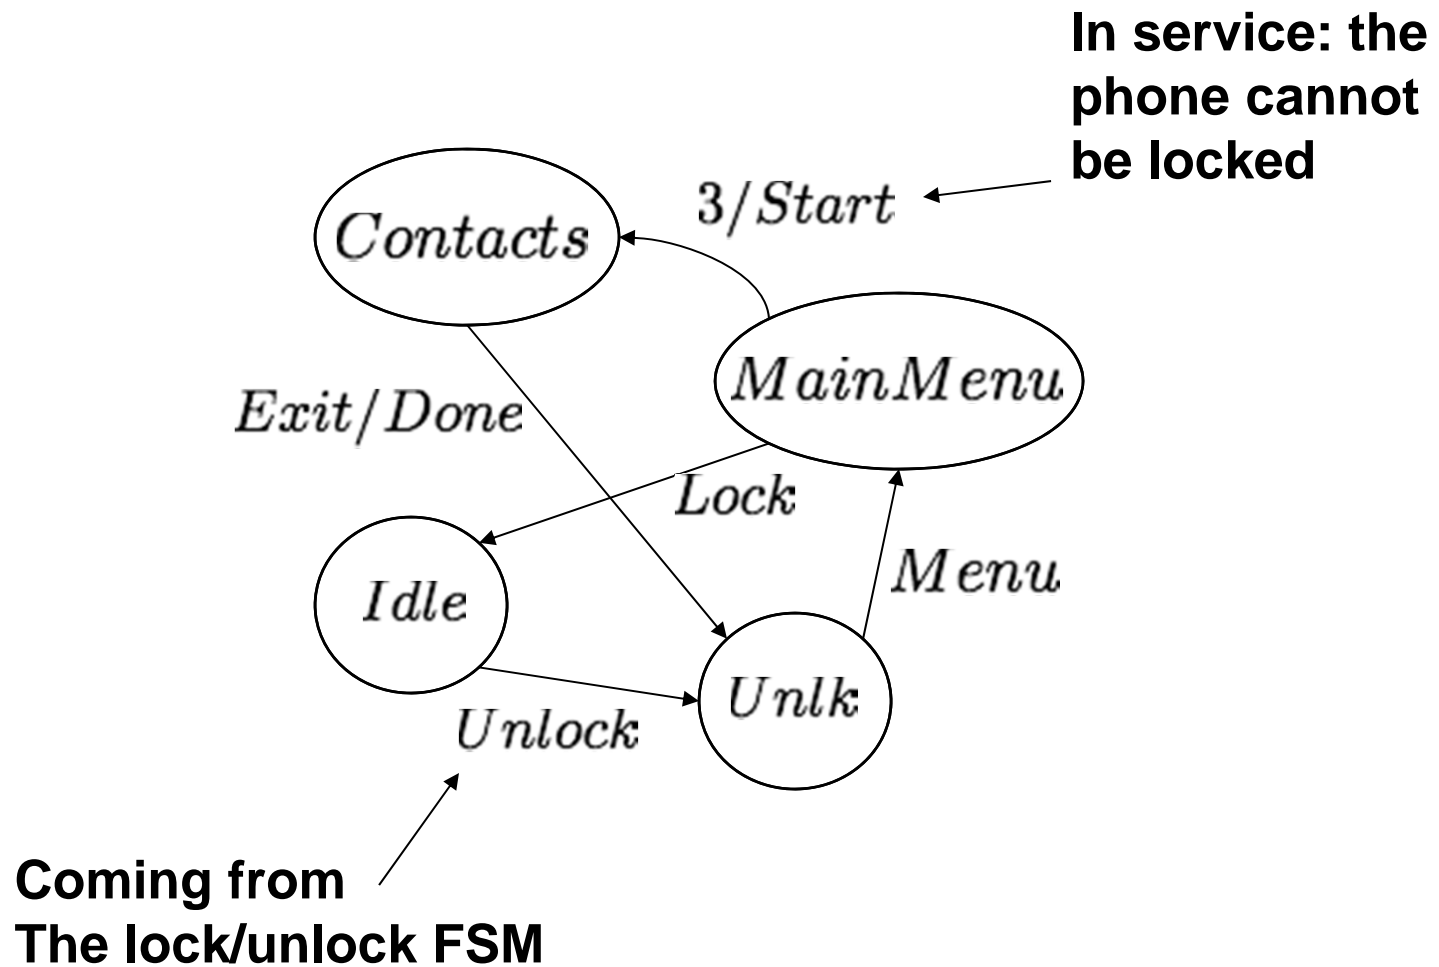 In service: the
phone cannot
be locked
3/Start
Contacts
MainMenu
Exit/Done
Lock
Menu
Idle
Unlk
Unlock
Coming from
The lock/unlock FSM